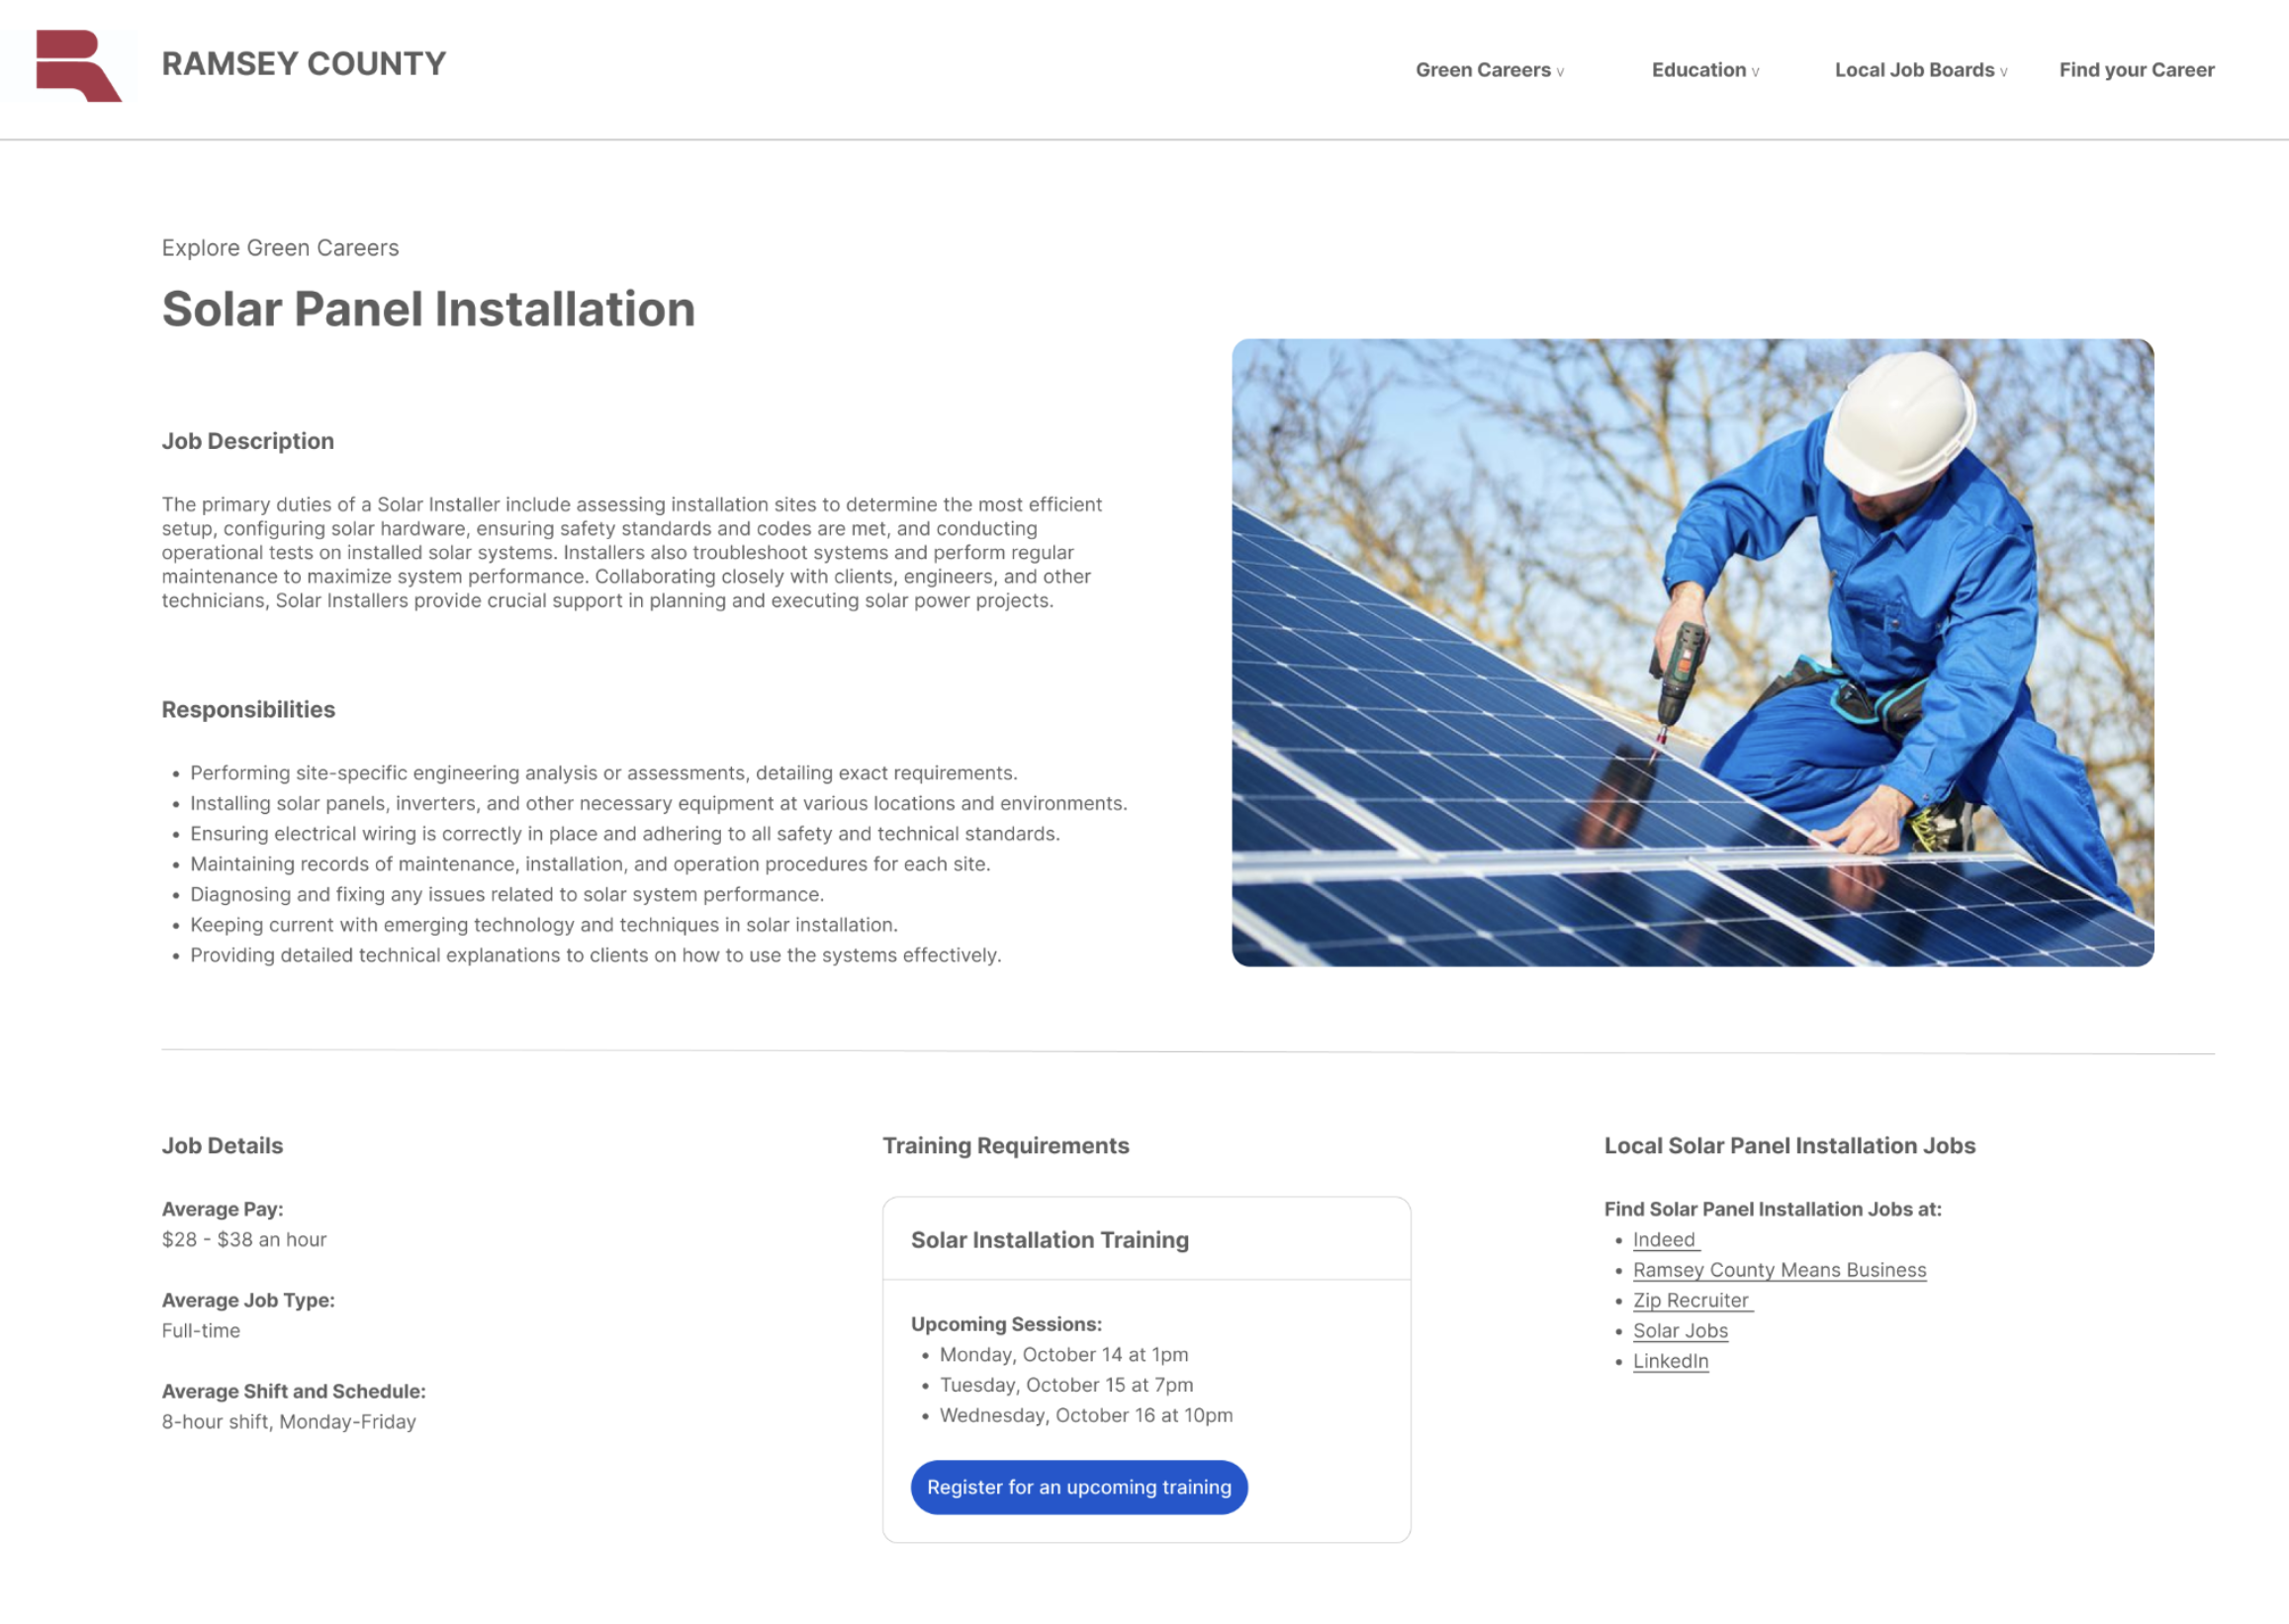 RAMSEY COUNTY
Green Careers v
Education v
Local Job Boards v
Find your Career
Explore Green Careers
Solar Panel Installation
Job Description
The primary duties of a Solar Installer include assessing installation sites to determine the most efficient
setup, configuring solar hardware, ensuring safety standards and codes are met, and conducting
operational tests on installed solar systems. Installers also troubleshoot systems and perform regular
maintenance to maximize system performance. Collaborating closely with clients, engineers, and other
technicians, Solar Installers provide crucial support in planning and executing solar power projects.
Responsibilities
• Performing site-specific engineering analysis or assessments, detailing exact requirements.
• Installing solar panels, inverters, and other necessary equipment at various locations and environments.
• Ensuring electrical wiring is correctly in place and adhering to all safety and technical standards.
• Maintaining records of maintenance, installation, and operation procedures for each site.
• Diagnosing and fixing any issues related to solar system performance.
• Keeping current with emerging technology and techniques in solar installation.
• Providing detailed technical explanations to clients on how to use the systems effectively.
Job Details
Average Pay:
$28 - $38 an hour
Average Job Type:
Full-time
Average Shift and Schedule:
8-hour shift, Monday-Friday
Training Requirements
Solar Installation Training
Upcoming Sessions:
• Monday, October 14 at 1pm
• Tuesday, October 15 at 7pm
• Wednesday, October 16 at 10pm
Register for an upcoming training
Local Solar Panel Installation Jobs
Find Solar Panel Installation Jobs at:
• Indeed
• Ramsey County Means Business
• Zip Recruiter
• Solar Jobs
• LinkedIn